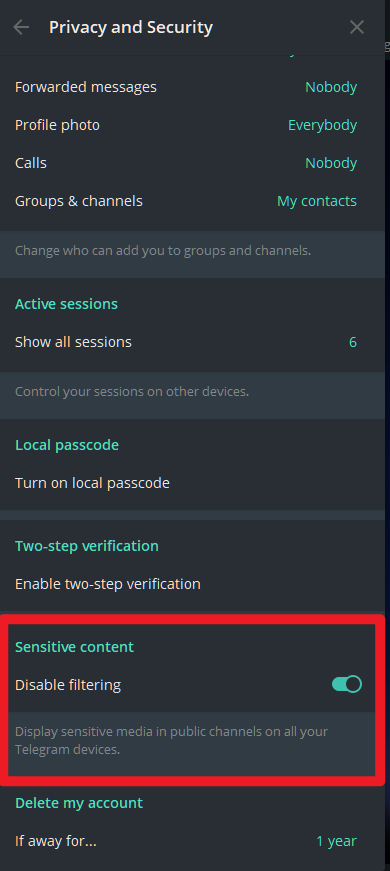 Privacy and Security
Forwarded messages
Nobody
Profile photo
Everybody
Calls
Nobody
Groups & channels
My contacts
Change who can add you to groups and channels.
Active sessions
Show all sessions
6
Control your sessions on other devices.
Local passcode
Turn on local passcode
Two-step verification
Enable two-step verification
Sensitive content
Disable filtering
Display sensitive media in public channels on all your
Telegram devices.
Delete my account
If away for...
1 year